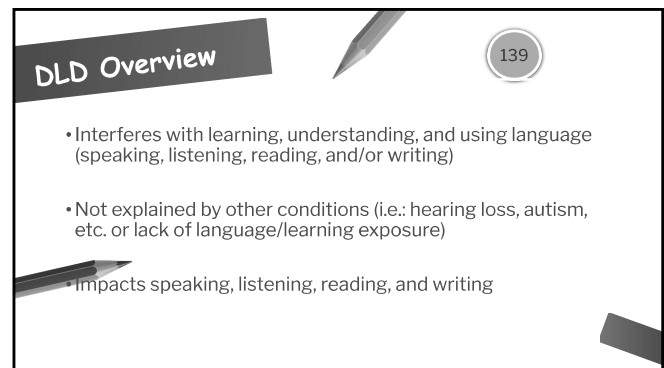 DLD Overview
139
•Interferes with learning, understanding, and using language
(speaking, listening, reading, and/or writing)
•Not explained by other conditions (i.e.: hearing loss, autism,
etc. or lack of language/learning exposure)
•Impacts speaking, listening, reading, and writing